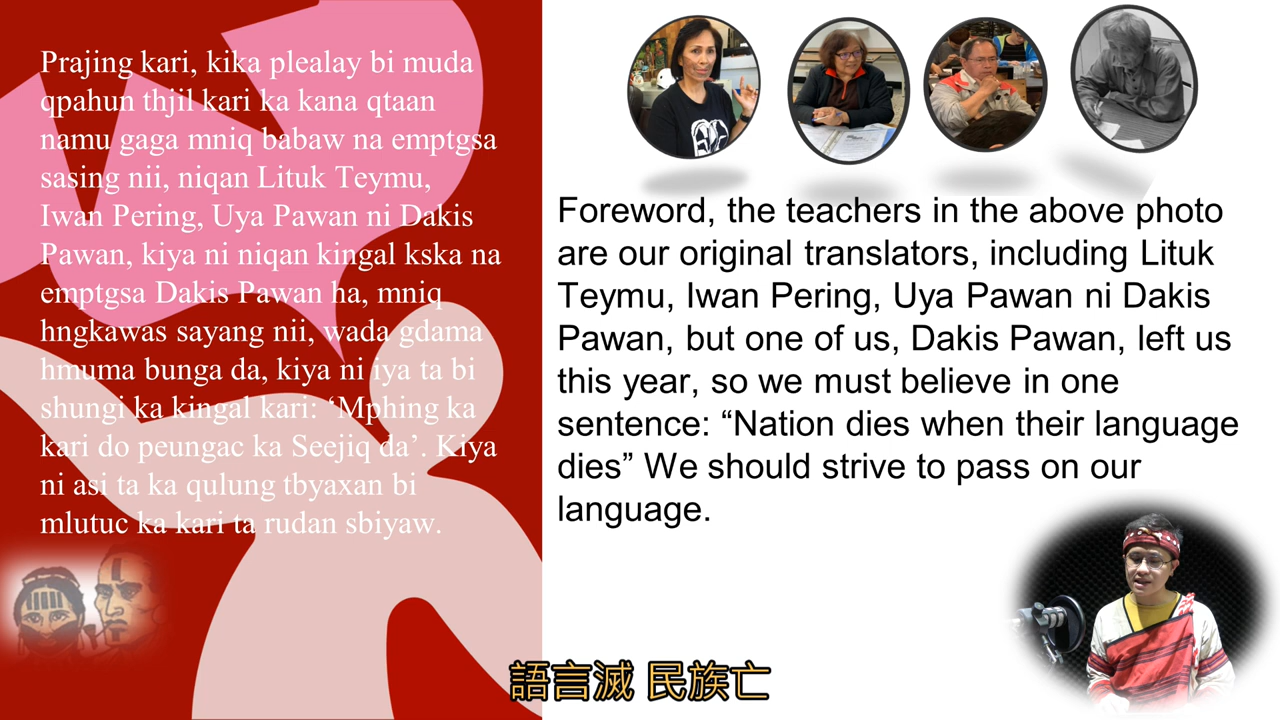 Prajing kari, kika plealay bi muda
qpahun thjil kari ka kana qtaan
namu gaga mniq babaw na emptgsa
sasing nii, niqan Lituk Teymu,
Iwan Pering, Uya Pawan ni Dakis
Pawan, kiya ni niqan kingal kska na
emptgsa Dakis Pawan ha, mniq
hngkawas sayang nii, wada gdama
hmuma bunga da, kiya ni iya ta bi
shungi ka kingal kari: ‘Mphing ka
kari do peungac ka Seejiq da’. Kiya
ni asi ta ka qulung tbyaxan bi
mlutuc ka kari ta rudan sbiyaw.
Foreword, the teachers in the above photo
are our original translators, including Lituk
Teymu, Iwan Pering, Uya Pawan ni Dakis
Pawan, but one of us, Dakis Pawan, left us
this year, so we must believe in one
sentence: “Nation dies when their language
dies” We should strive to pass on our
language.
語言滅 民族亡